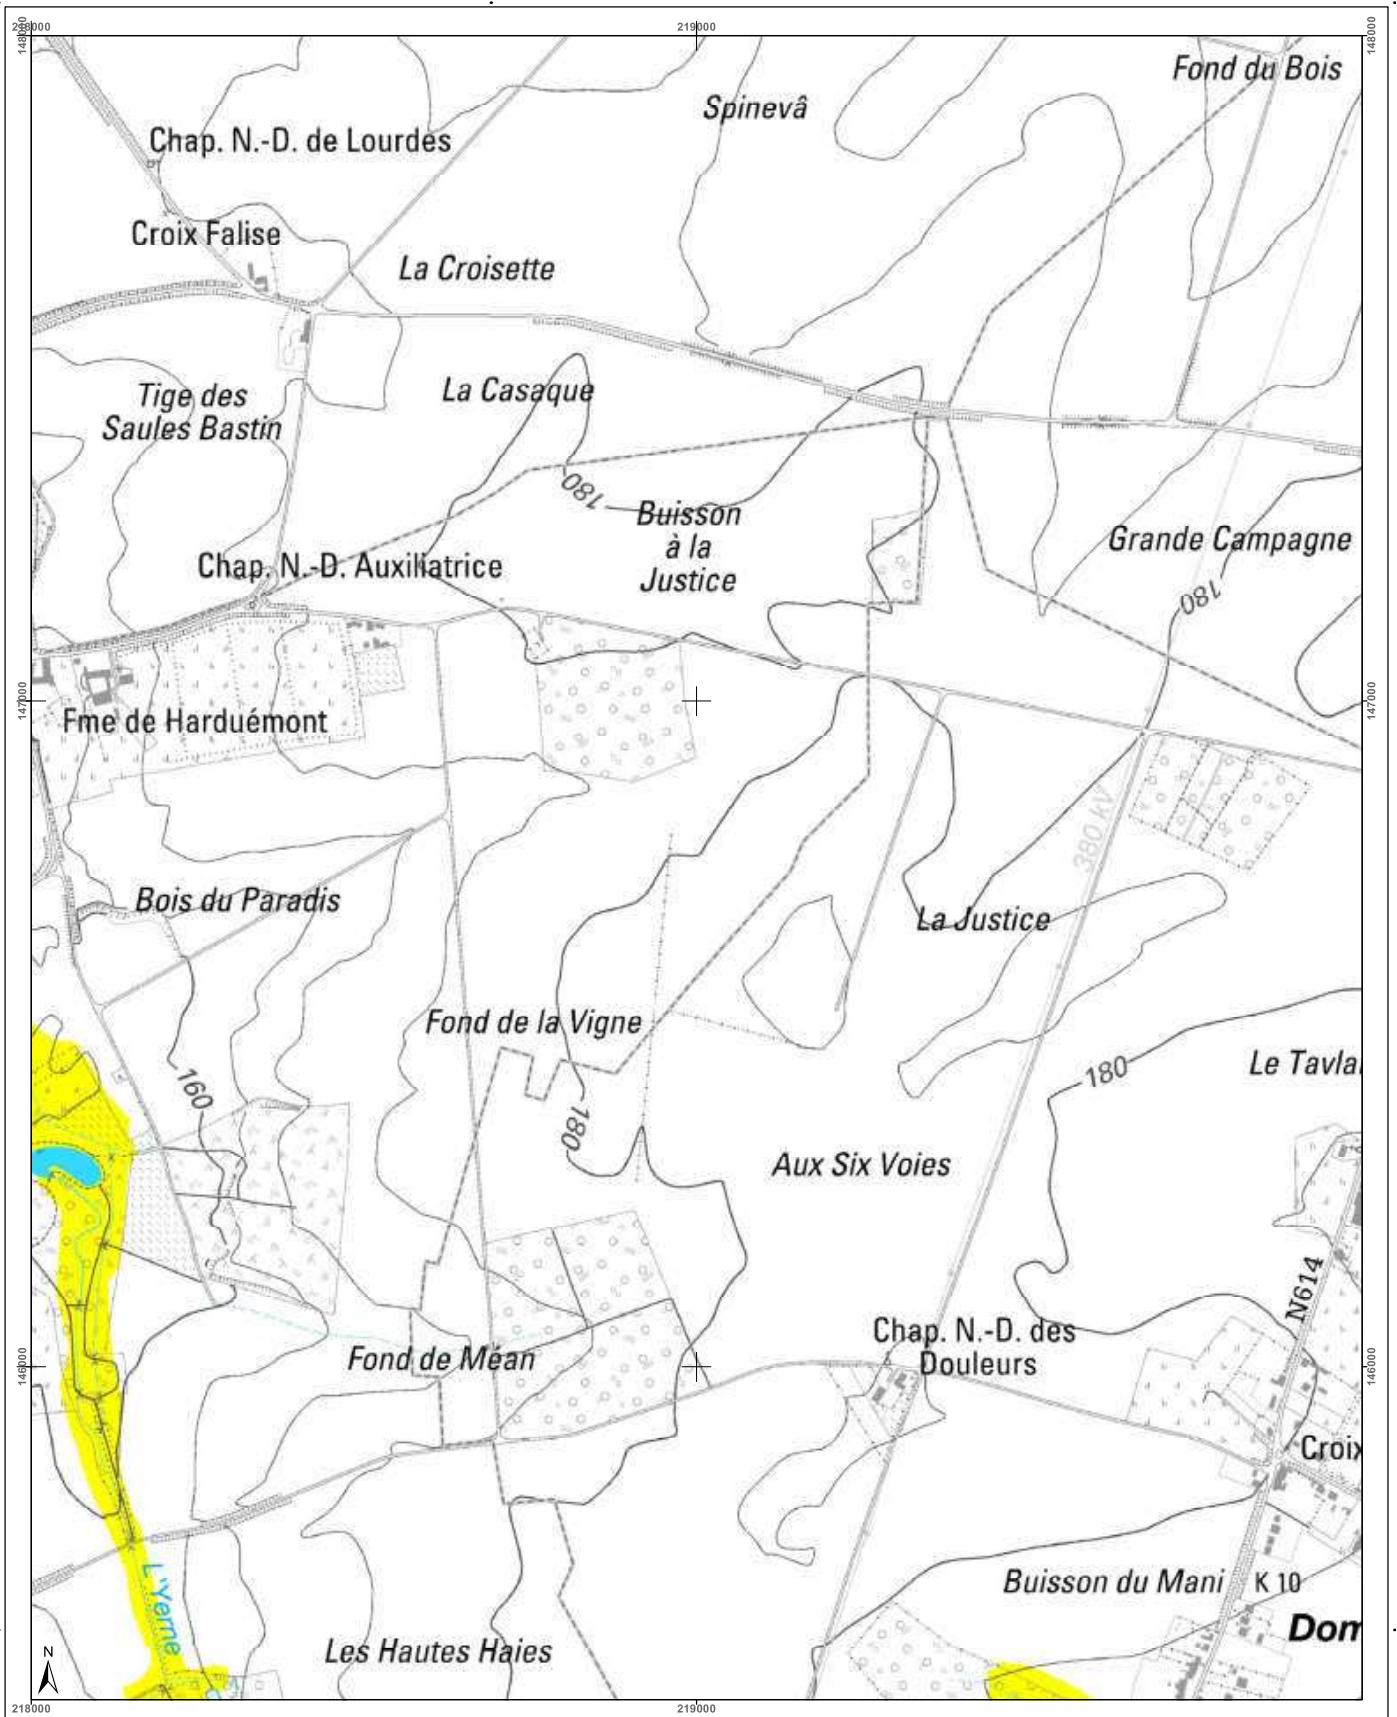 218000
219000
148000
148000
Fond du Bois
Spinevâ
Chap. N.-D. de Lourdes
Croix Falise
La Croisette
Tige des
Saules Bastin
La Casaque
180
Buisson
à la
Justice
Grande Campagne
Chap. N.-D. Auxiliatrice
180
147000
147000
Fme de Harduémont
380 kV
Bois du Paradis
La Justice
Fond de la Vigne
Le Tavla
180
160
180
Aux Six Voies
N614
Chap. N.-D. des
Douleurs
146000
146000
Fond de Méan
Croix
Buisson du Mani
K 10
L'Yerne
Dom
Les Hautes Haies
N
218000
219000